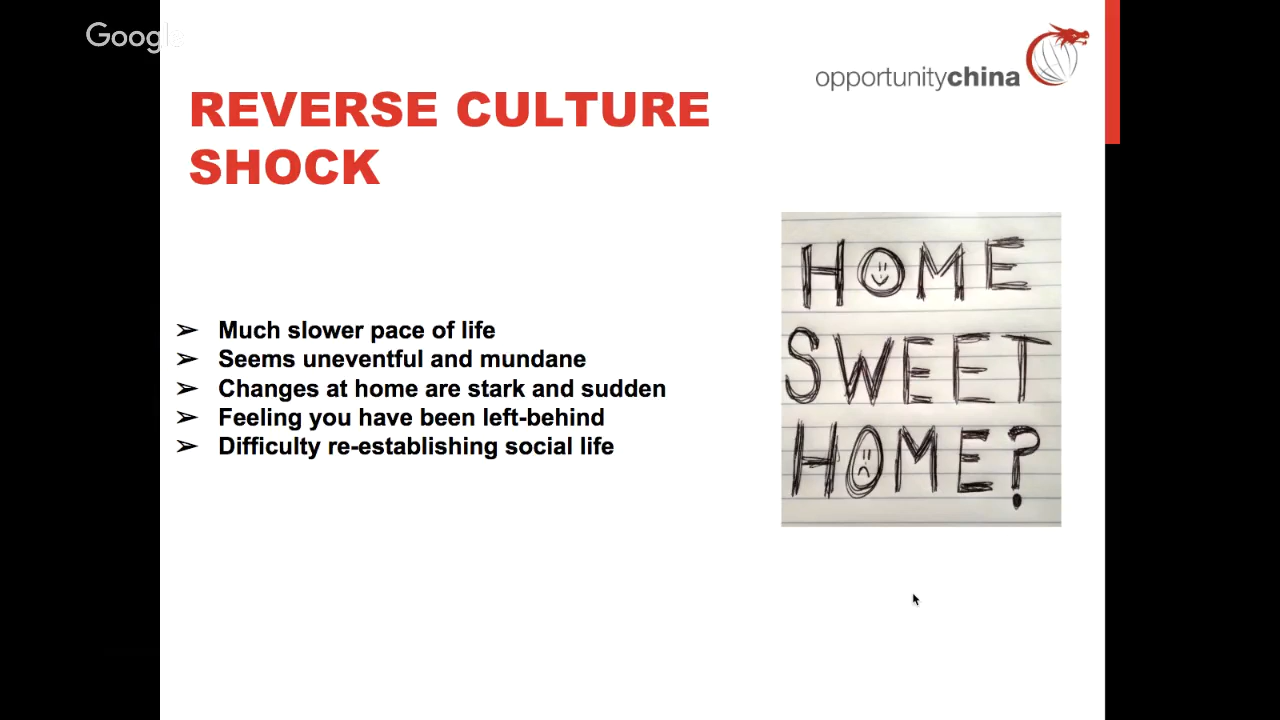 Google
opportunitychina
REVERSE CULTURE
SHOCK
➢ Much slower pace of life
➢ Seems uneventful and mundane
➢ Changes at home are stark and sudden
➢ Feeling you have been left-behind
➢ Difficulty re-establishing social life
HOME
SWEET
HOME?